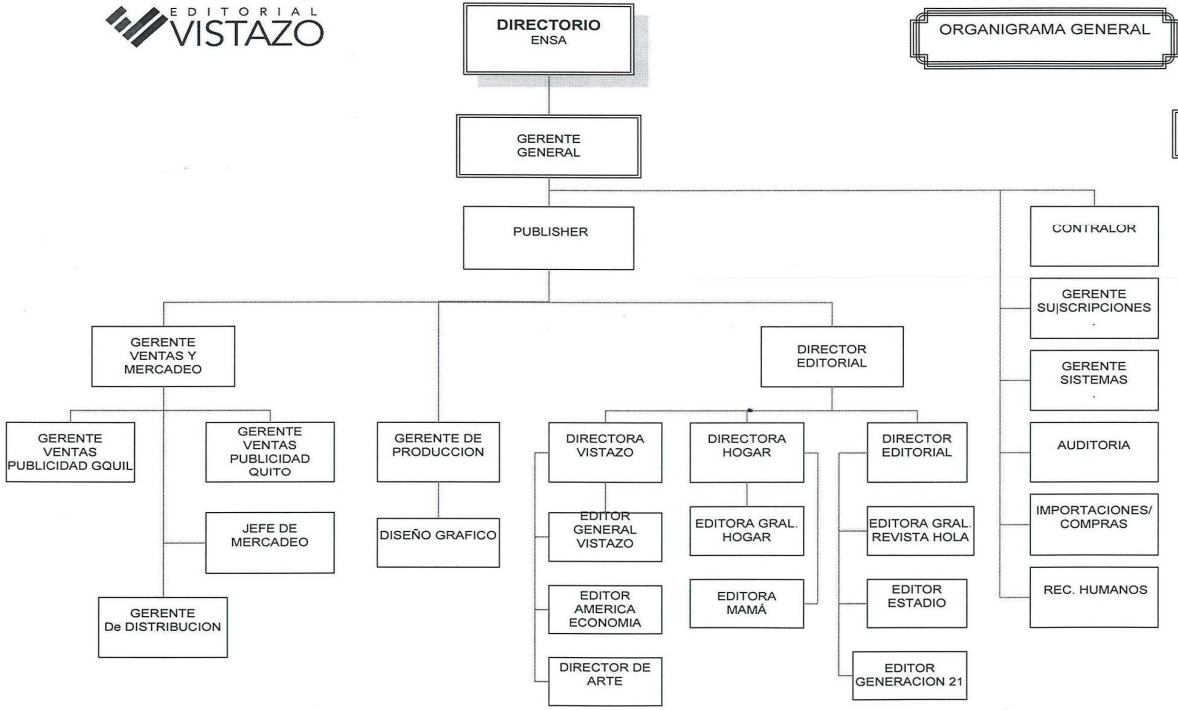 EDITORIAL
VISTAZO
DIRECTORIO
ENSA
ORGANIGRAMA GENERAL
GERENTE
GENERAL
PUBLISHER
CONTRALOR
GERENTE
SU|SCRIPCIONES
.
GERENTE
SISTEMAS
.
AUDITORIA
IMPORTACIONES/
COMPRAS
REC. HUMANOS
GERENTE
VENTAS Y
MERCADEO
DIRECTOR
EDITORIAL
GERENTE
VENTAS
PUBLICIDAD GQUIL
GERENTE
VENTAS
PUBLICIDAD
QUITO
JEFE DE
MERCADEO
GERENTE
De DISTRIBUCION
GERENTE DE
PRODUCCION
DISEÑO GRAFICO
DIRECTORA
VISTAZO
EDITOR
GENERAL
VISTAZO
EDITOR
AMERICA
ECONOMIA
DIRECTOR DE
ARTE
DIRECTORA
HOGAR
EDITORA GRAL.
HOGAR
EDITORA
MAMÁ
DIRECTOR
EDITORIAL
EDITORA GRAL.
REVISTA HOLA
EDITOR
ESTADIO
EDITOR
GENERACION 21